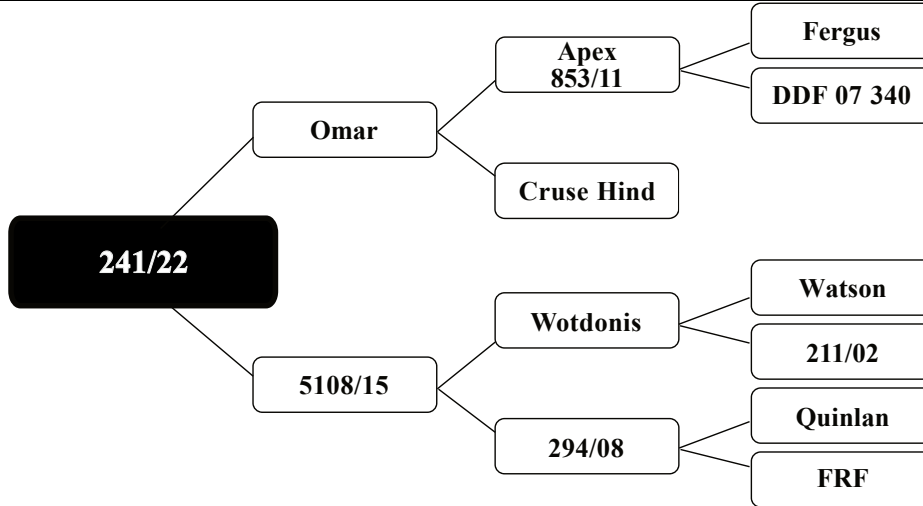 Fergus
Apex
853/11
DDF 07 340
Omar
Cruse Hind
241/22
Watson
Wotdonis
211/02
5108/15
Quinlan
294/08
FRF